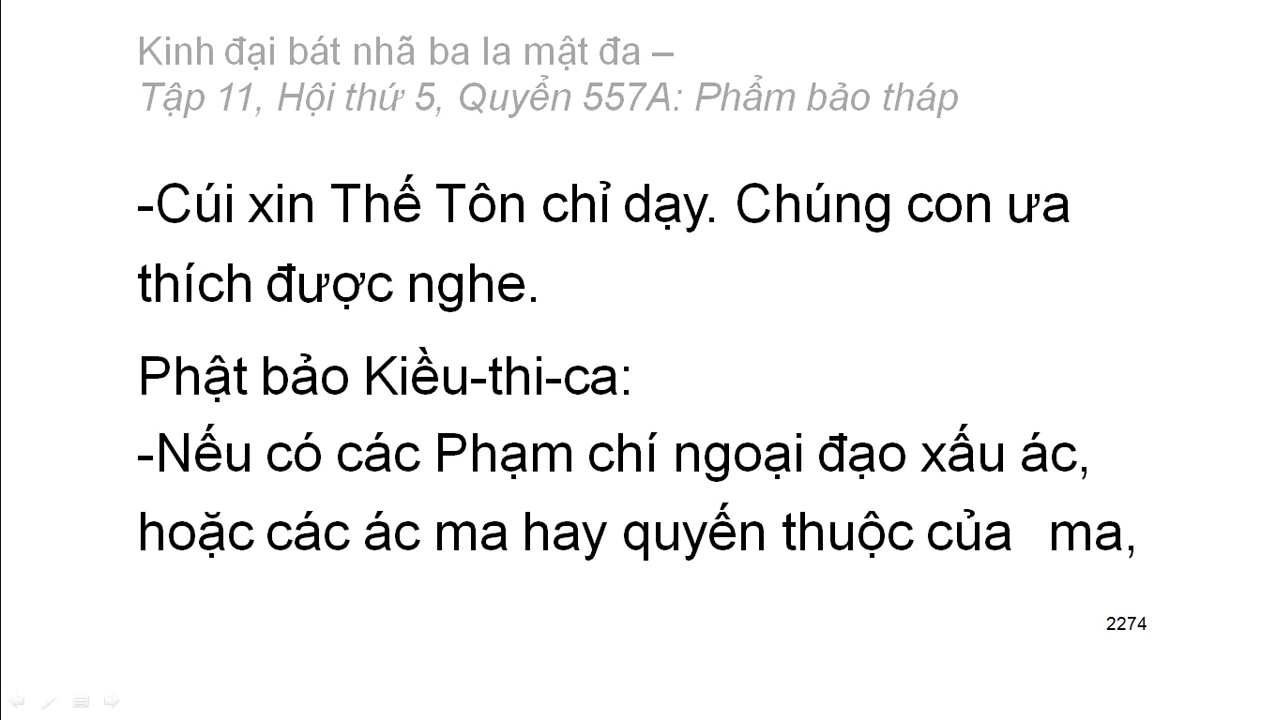 Kinh đại bát nhã ba la mật đa –
Tập 11, Hội thứ 5, Quyển 557A: Phẩm bảo tháp
-Cúi xin Thế Tôn chỉ dạy. Chúng con ưa
thích được nghe.
Phật bảo Kiều-thi-ca:
-Nếu có các Phạm chí ngoại đạo xấu ác,
hoặc các ác ma hay quyến thuộc của ma,
2274